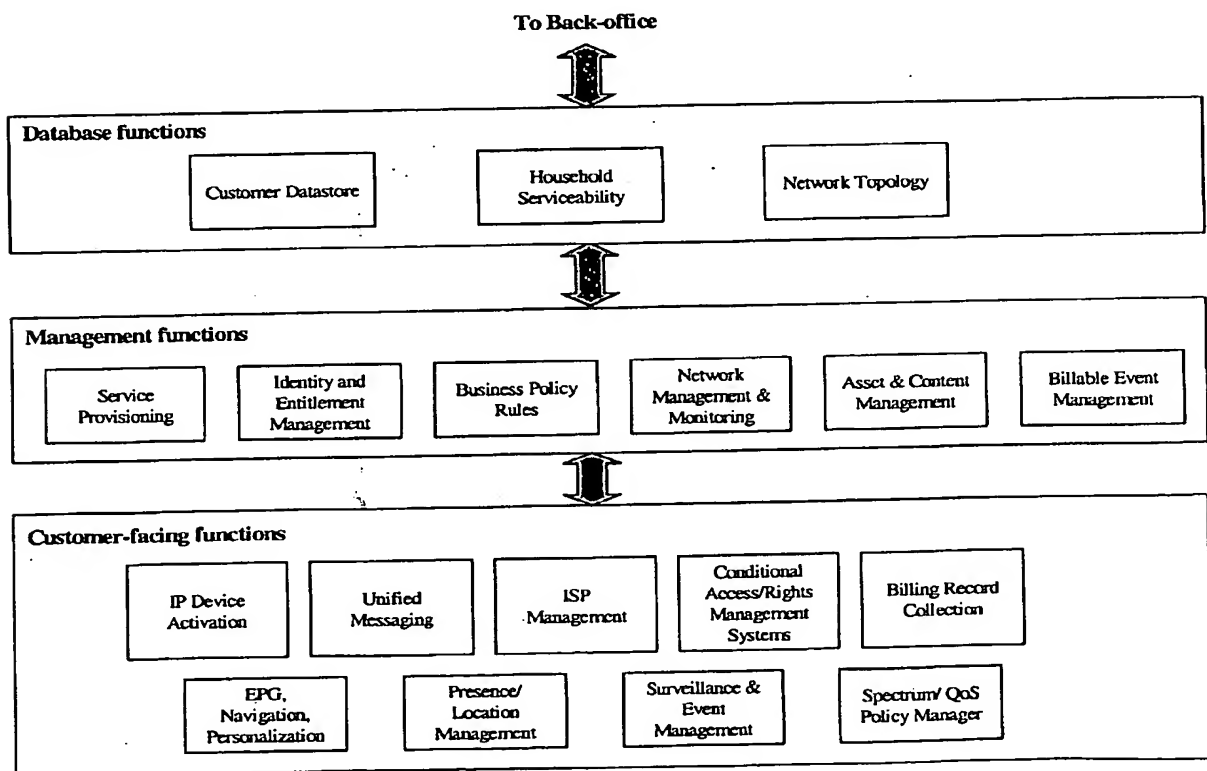 To Back-office
Database functions
Customer Datastore
Household
Serviceability
Network Topology
Management functions
Service
Provisioning
Identity and
Entitlement
Management
Business Policy
Rules
Network
Management &
Monitoring
Asset & Content
Management
Billable Event
Management
Customer-facing functions
IP Device
Activation
Unified
Messaging
ISP
Management
Conditional
Access/Rights
Management
Systems
Billing Record
Collection
EPG,
Navigation,
Personalization
Presence/
Location
Management
Surveillance &
Event
Management
Spectrum/ QoS
Policy Manager